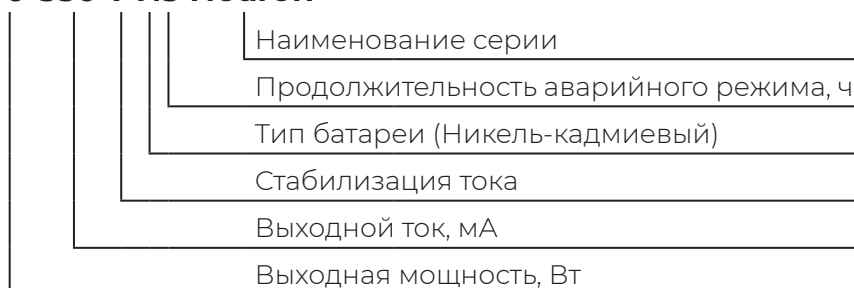 Наименование серии
Продолжительность аварийного режима, ч
Тип батареи (Никель-кадмиевый)
Стабилизация тока
Выходной ток, мА
Выходная мощность, Вт